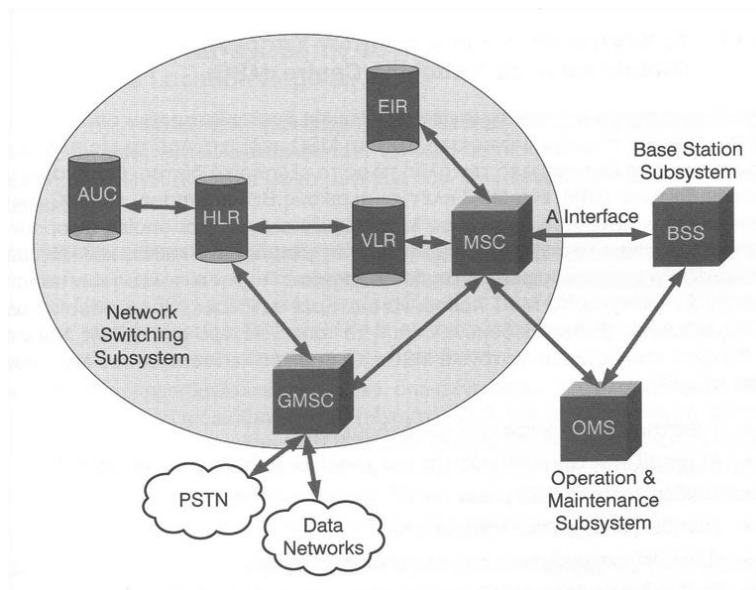 EIR
Base Station
Subsystem
AUC
HLR
VLR
MSC
A Interface
BSS
Network
Switching
Subsystem
GMSC
OMS
PSTN
Data
Networks
Operation &
Maintenance
Subsystem